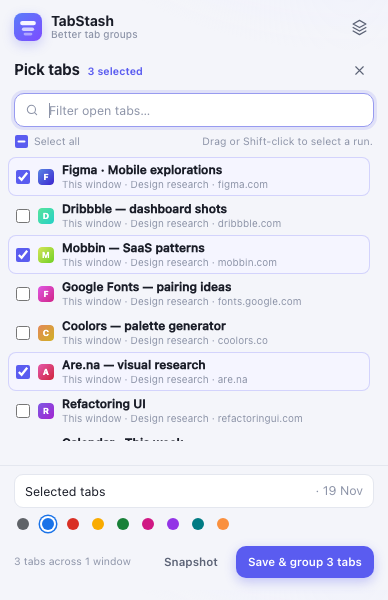 TabStash
Better tab groups
Pick tabs 3 selected
Filter open tabs...
Select all Drag or Shift-click to select a run.
F Figma · Mobile explorations
This window · Design research · figma.com
D Dribbble — dashboard shots
This window · Design research · dribbble.com
M Mobbin — SaaS patterns
This window · Design research · mobbin.com
F Google Fonts — pairing ideas
This window · Design research · fonts.google.com
C Coolors — palette generator
This window · Design research · coolors.co
A Are.na — visual research
This window · Design research · are.na
R Refactoring UI
This window · Design research · refactoringui.com
Selected tabs · 19 Nov
3 tabs across 1 window Snapshot Save & group 3 tabs